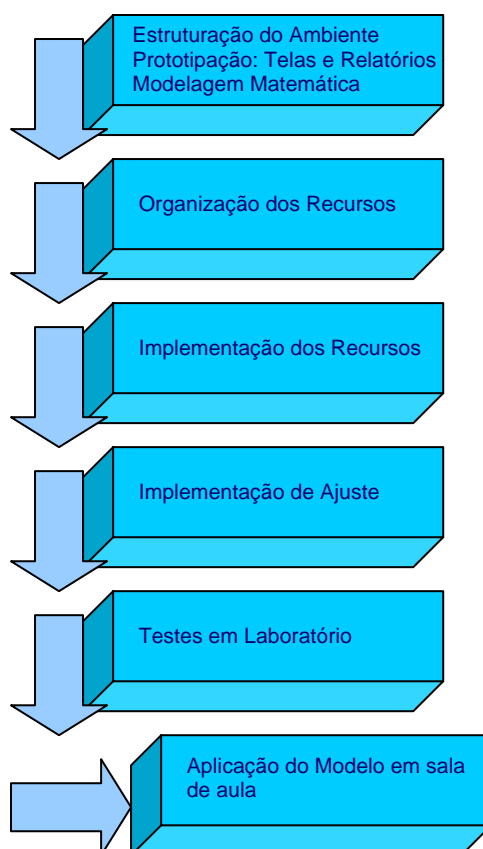 Estruturação do Ambiente
Prototipação: Telas e Relatórios
Modelagem Matemática
Organização dos Recursos
Implementação dos Recursos
Implementação de Ajuste
Testes em Laboratório
Aplicação do Modelo em sala
de aula